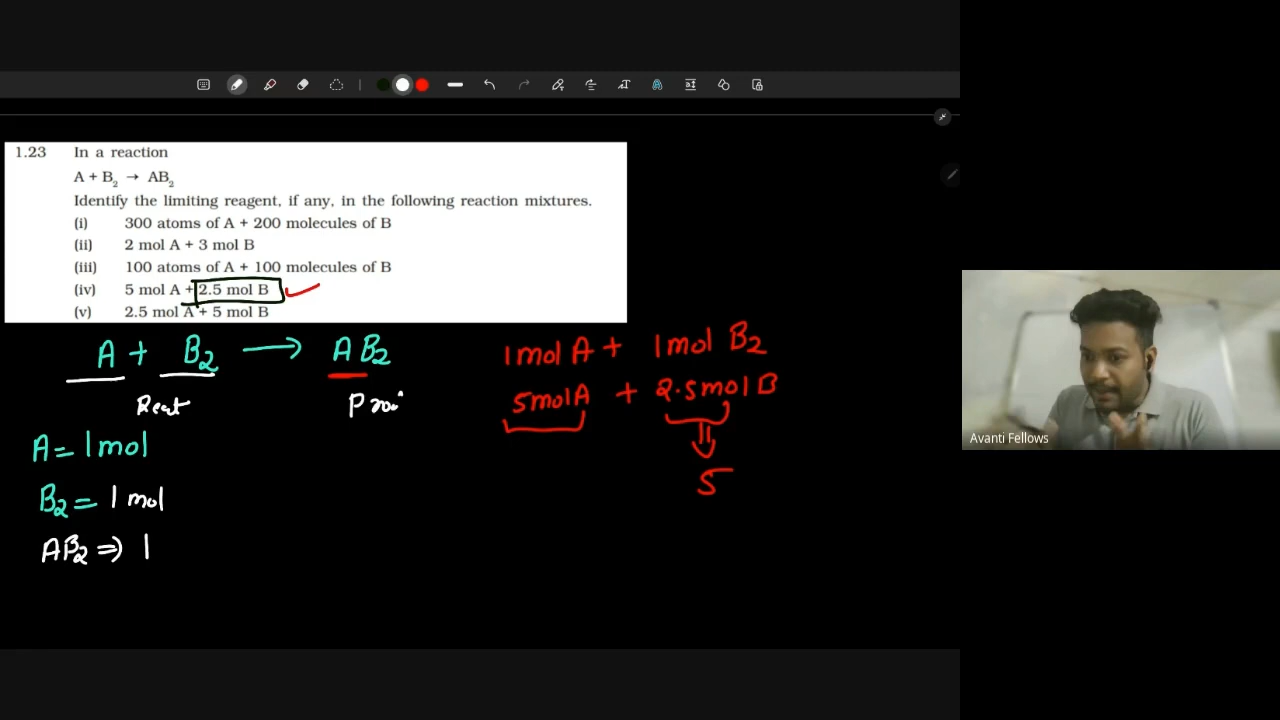 1.23 In a reaction
A + B₂ → AB₂
Identify the limiting reagent, if any, in the following reaction mixtures.
(i) 300 atoms of A + 200 molecules of B
(ii) 2 mol A + 3 mol B
(iii) 100 atoms of A + 100 molecules of B
(iv) 5 mol A + 2.5 mol B
(v) 2.5 mol A + 5 mol B
A + B₂ → AB₂
Reat Prod
A = 1 mol
B₂ = 1 mol
AB₂ ⇒ 1
1 mol A + 1 mol B₂
5 mol A + 2.5 mol B
5
Avanti Fellows